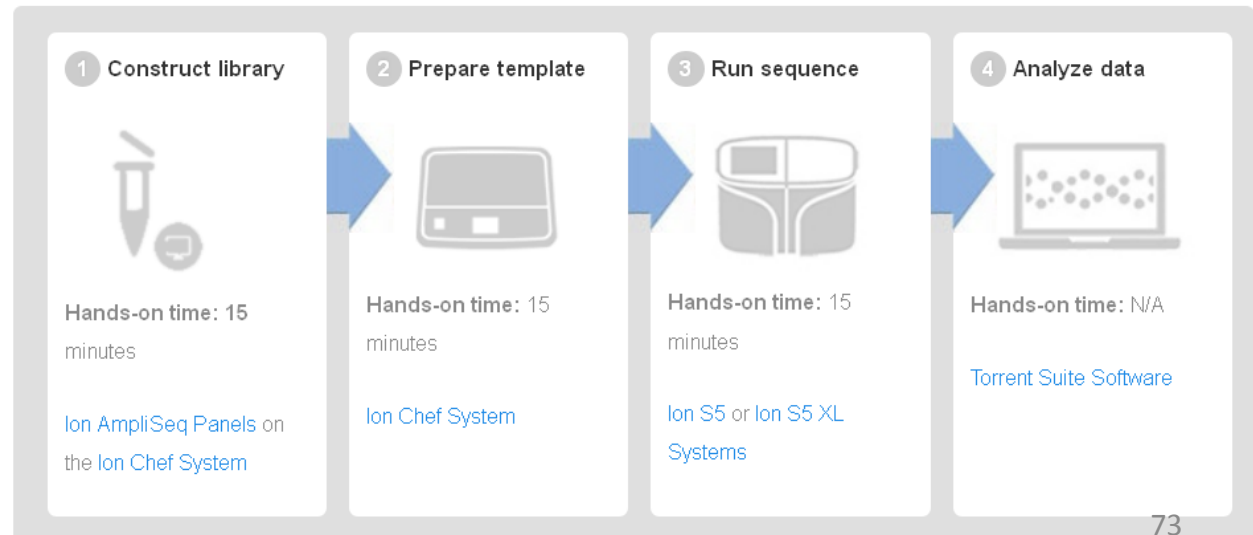 1 Construct library
Hands-on time: 15
minutes
Ion AmpliSeq Panels on
the Ion Chef System
2 Prepare template
Hands-on time: 15
minutes
Ion Chef System
3 Run sequence
Hands-on time: 15
minutes
Ion S5 or Ion S5 XL
Systems
4 Analyze data
Hands-on time: N/A
Torrent Suite Software
73